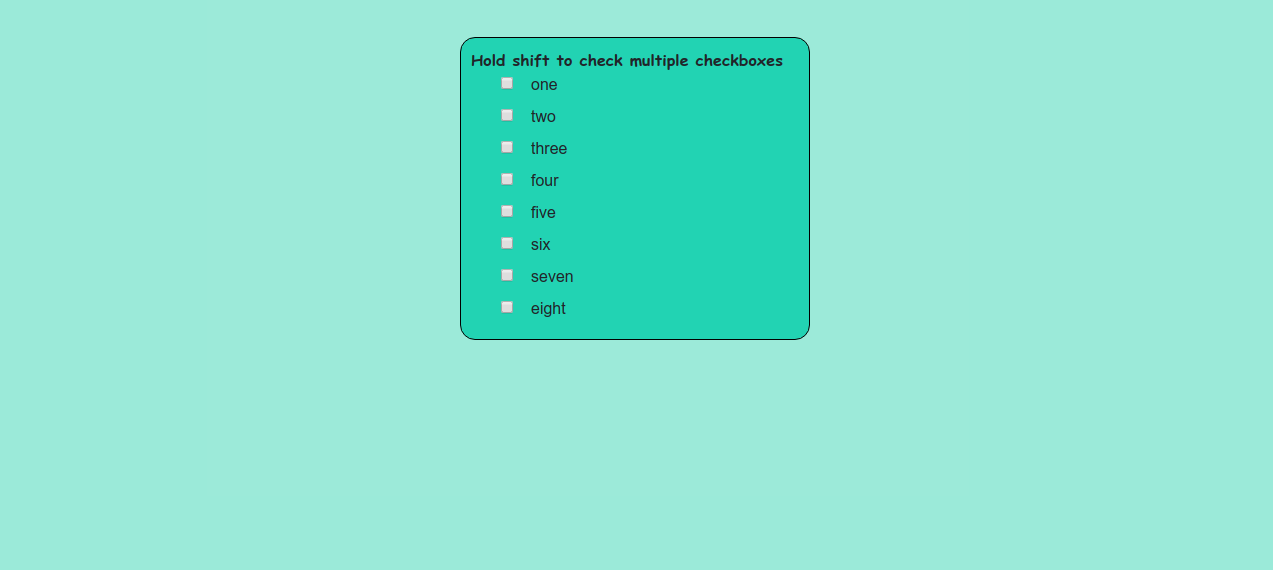 Hold shift to check multiple checkboxes
one
two
three
four
five
six
seven
eight